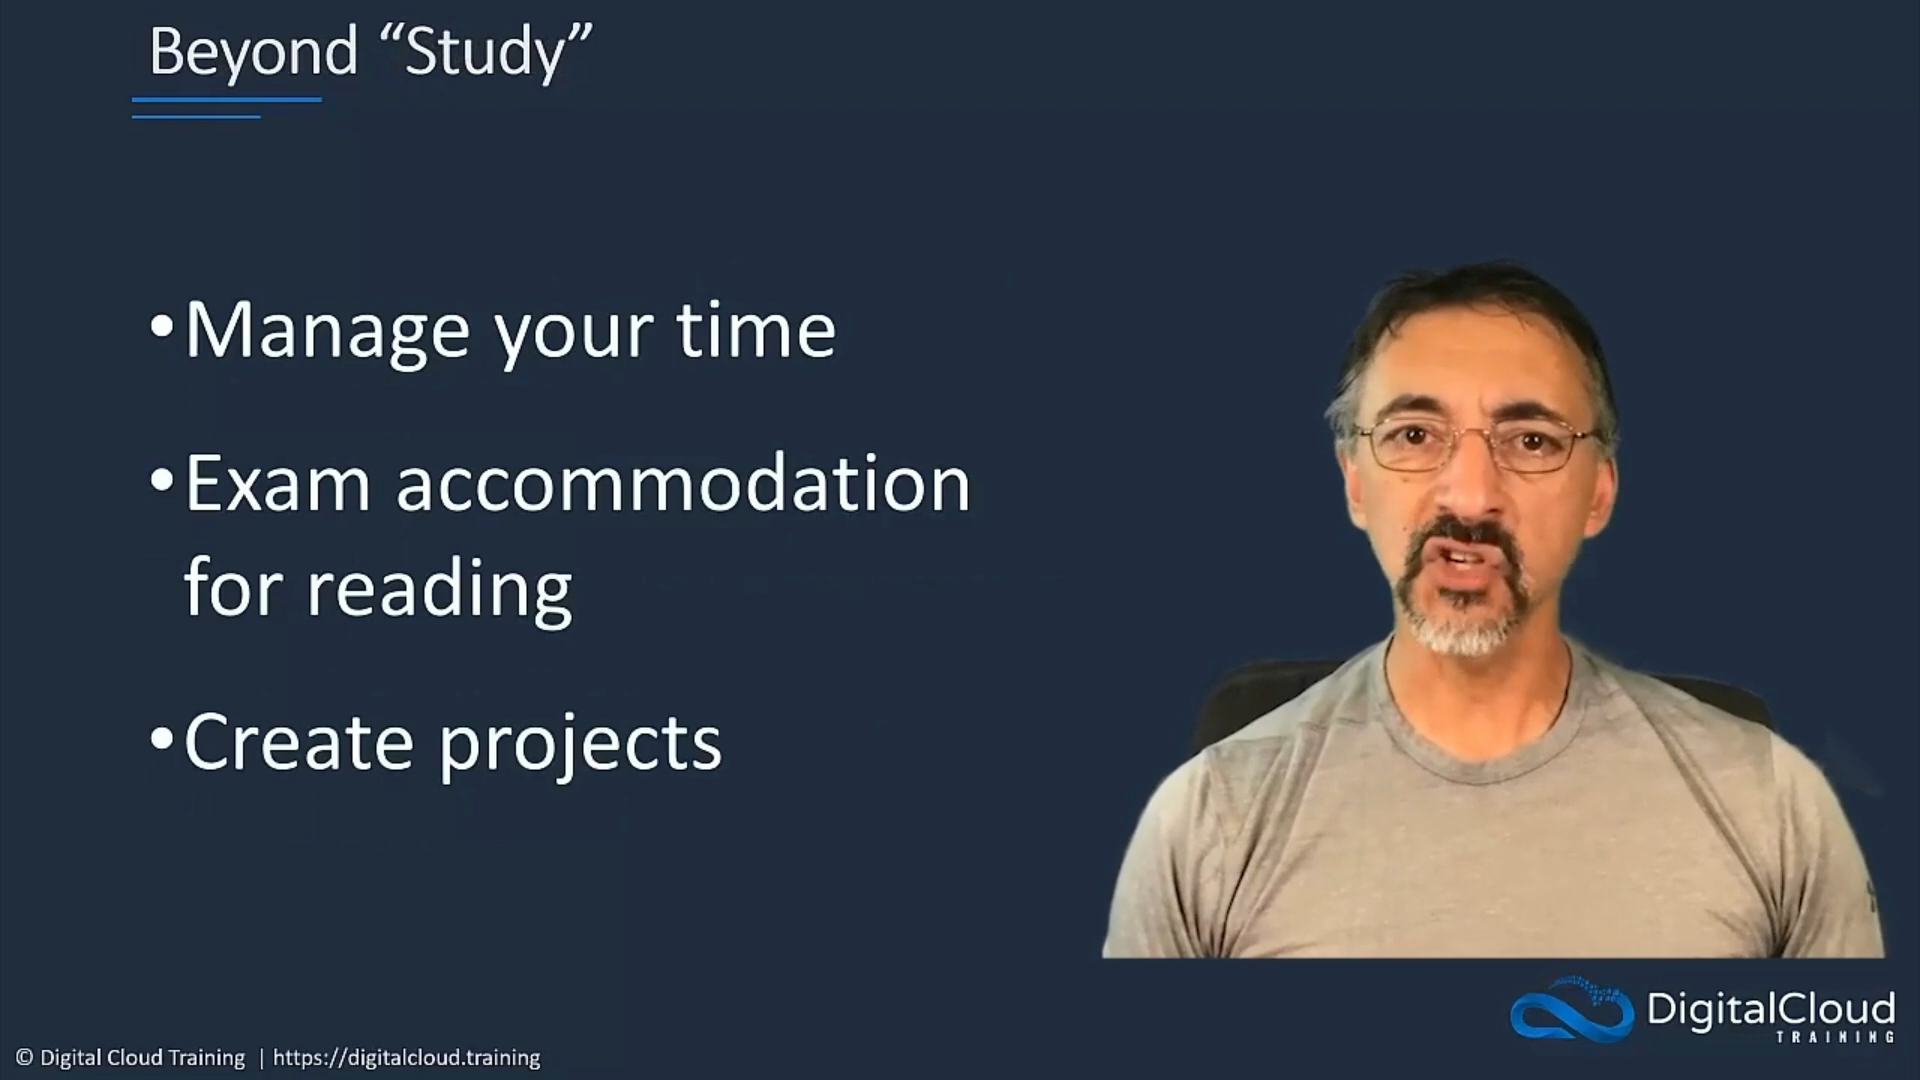 Beyond “Study”
•Manage your time
•Exam accommodation
for reading
•Create projects
DigitalCloud
TRAINING
© Digital Cloud Training | https://digitalcloud.training